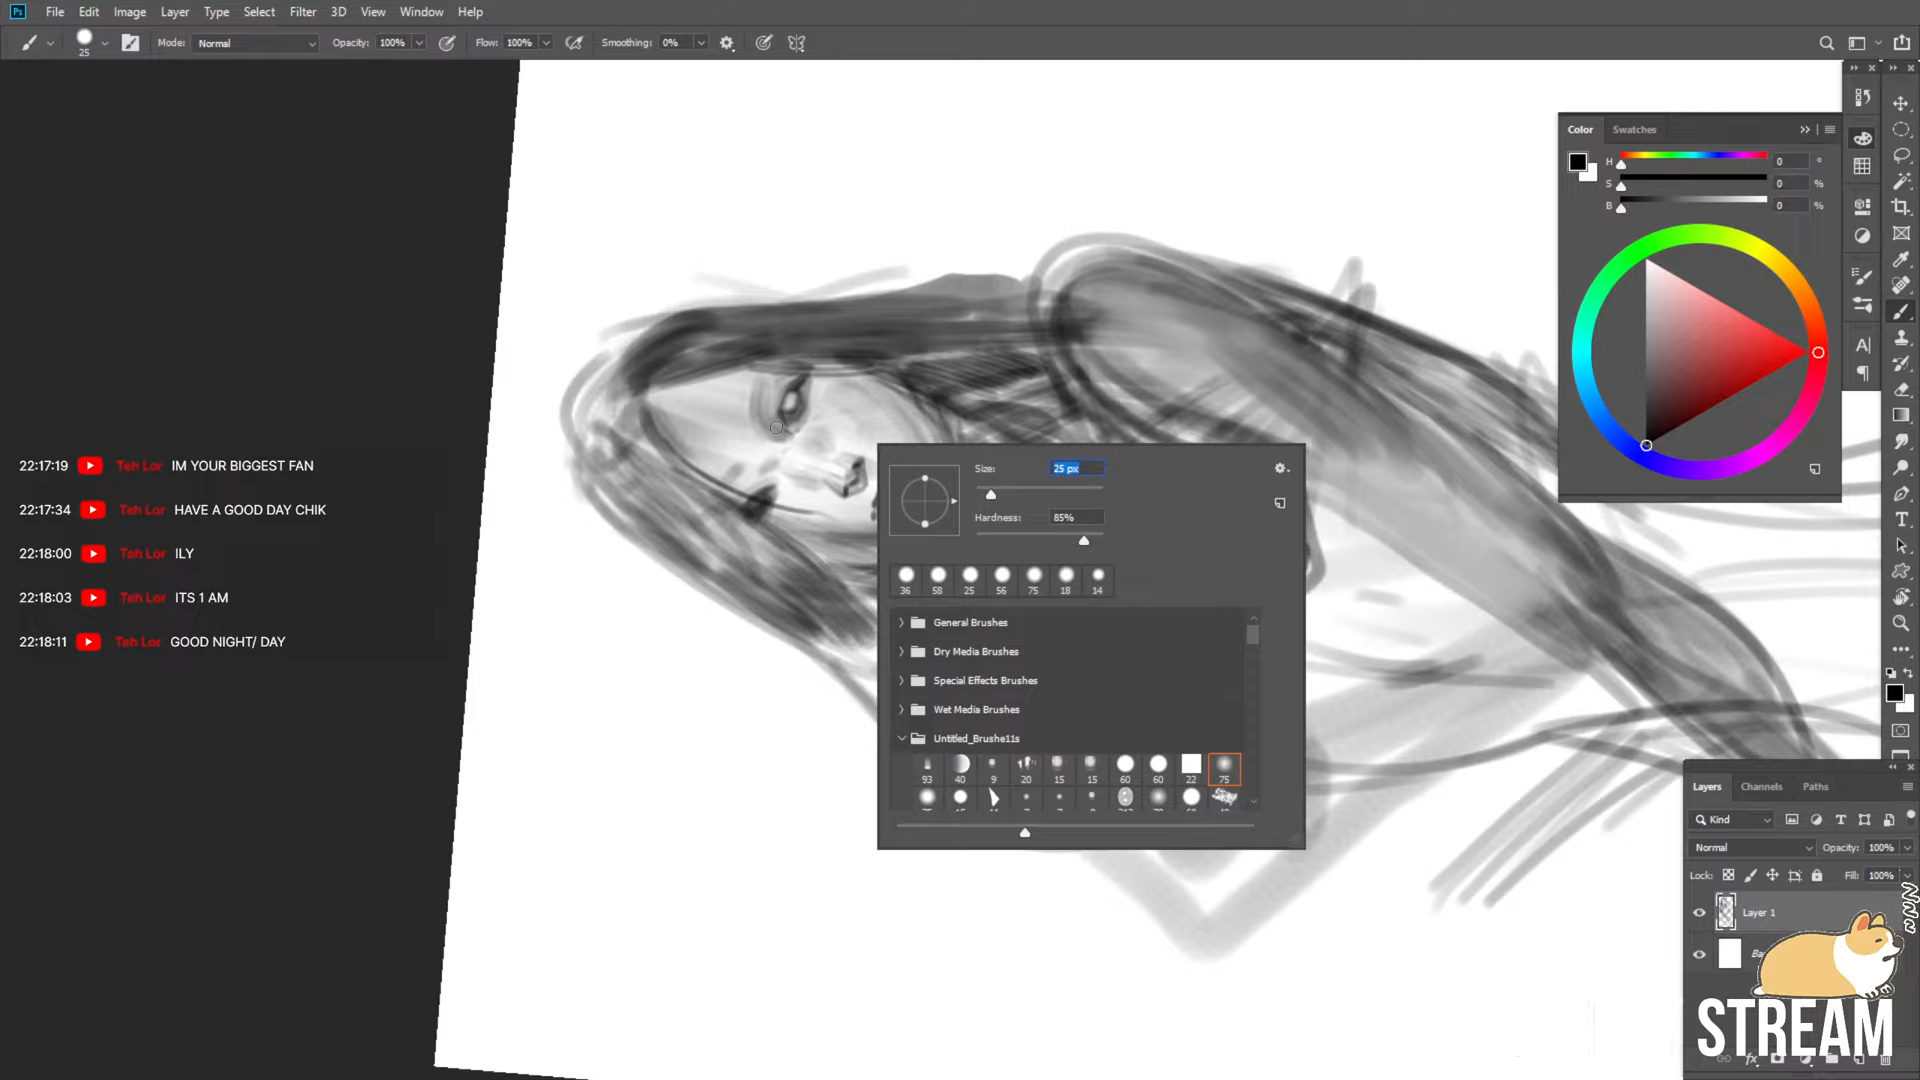 Ps File Edit Image Layer Type Select Filter 3D View Window Help
25 Mode: Normal Opacity: 100% Flow: 100% Smoothing: 0%
Color Swatches
H 0 °
S 0 %
B 0 %
22:17:19 Teh Lor IM YOUR BIGGEST FAN
22:17:34 Teh Lor HAVE A GOOD DAY CHIK
22:18:00 Teh Lor ILY
22:18:03 Teh Lor ITS 1 AM
22:18:11 Teh Lor GOOD NIGHT/ DAY
Size: 25 px
Hardness: 85%
36 58 25 56 75 18 14
General Brushes
Dry Media Brushes
Special Effects Brushes
Wet Media Brushes
Untitled_Brushe11s
93 40 9 20 15 15 60 60 22 75
Layers Channels Paths
Kind
Normal Opacity: 100%
Lock: Fill: 100%
Layer 1
STREAM